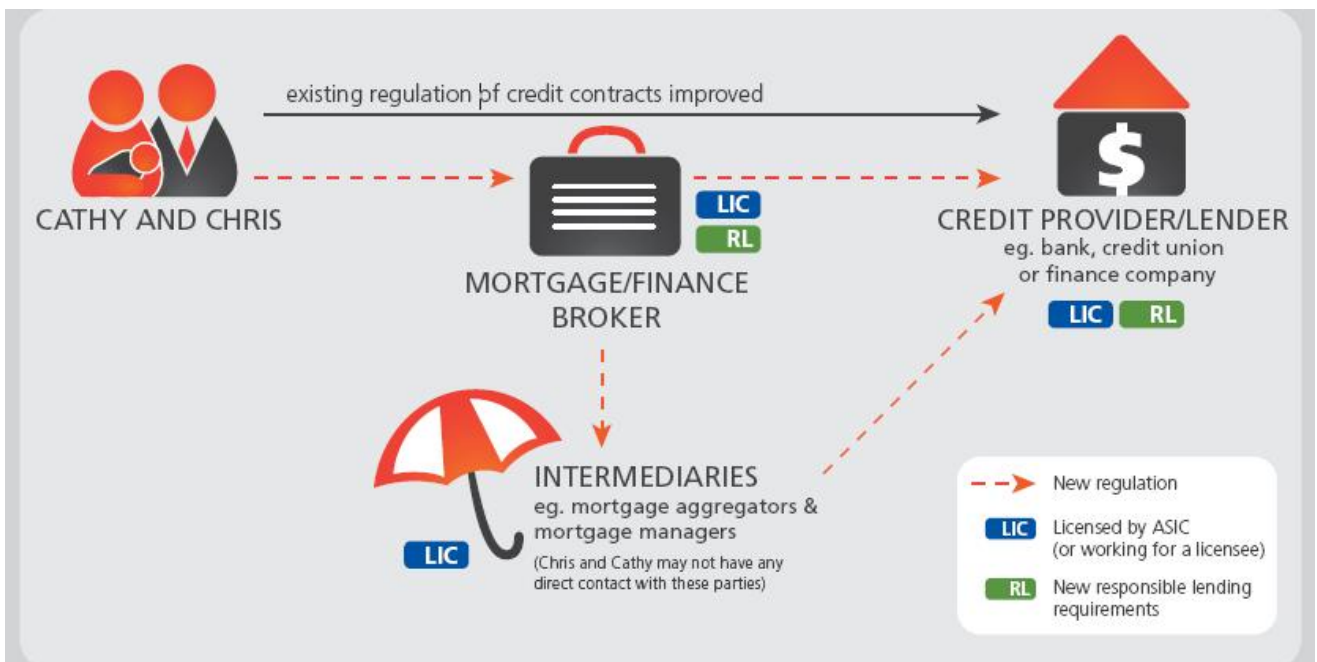 existing regulation of credit contracts improved
CATHY AND CHRIS
LIC
RL
MORTGAGE/FINANCE
BROKER
$
CREDIT PROVIDER/LENDER
eg. bank, credit union
or finance company
LIC RL
INTERMEDIARIES
eg. mortgage aggregators &
mortgage managers
(Chris and Cathy may not have any
direct contact with these parties)
LIC
New regulation
LIC Licensed by ASIC
(or working for a licensee)
RL New responsible lending
requirements